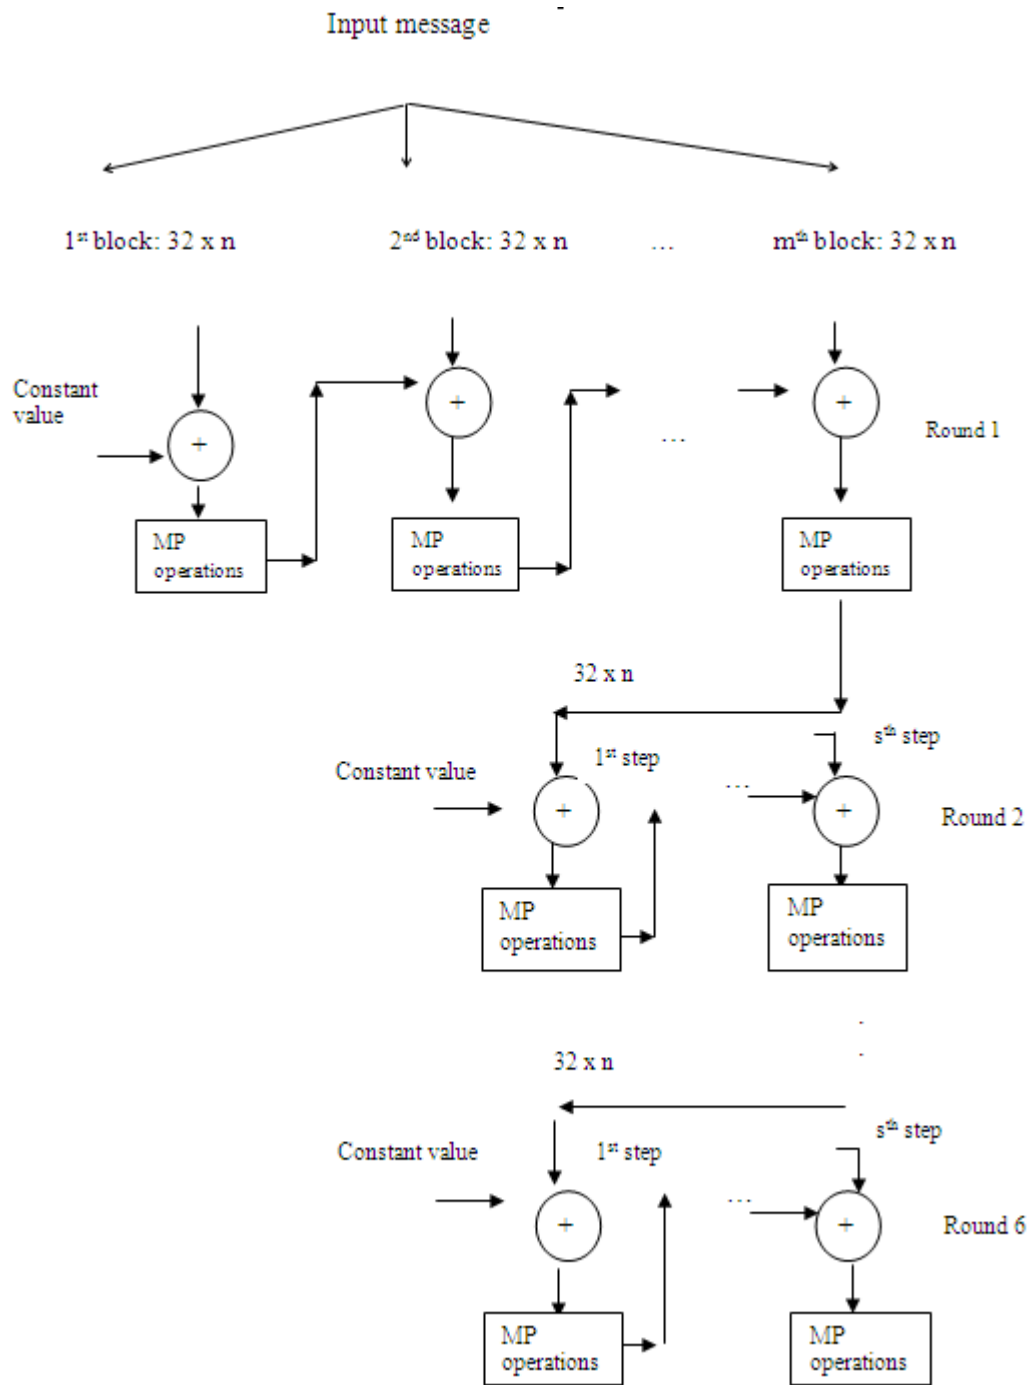 Input message
1st block: 32 x n
2nd block: 32 x n
...
mth block: 32 x n
Constant
value
+
+
+
...
Round 1
MP
operations
MP
operations
MP
operations
32 x n
sth step
1st step
Constant value
...
+
+
Round 2
MP
operations
MP
operations
32 x n
sth step
Constant value
1st step
...
+
+
Round 6
MP
operations
MP
operations